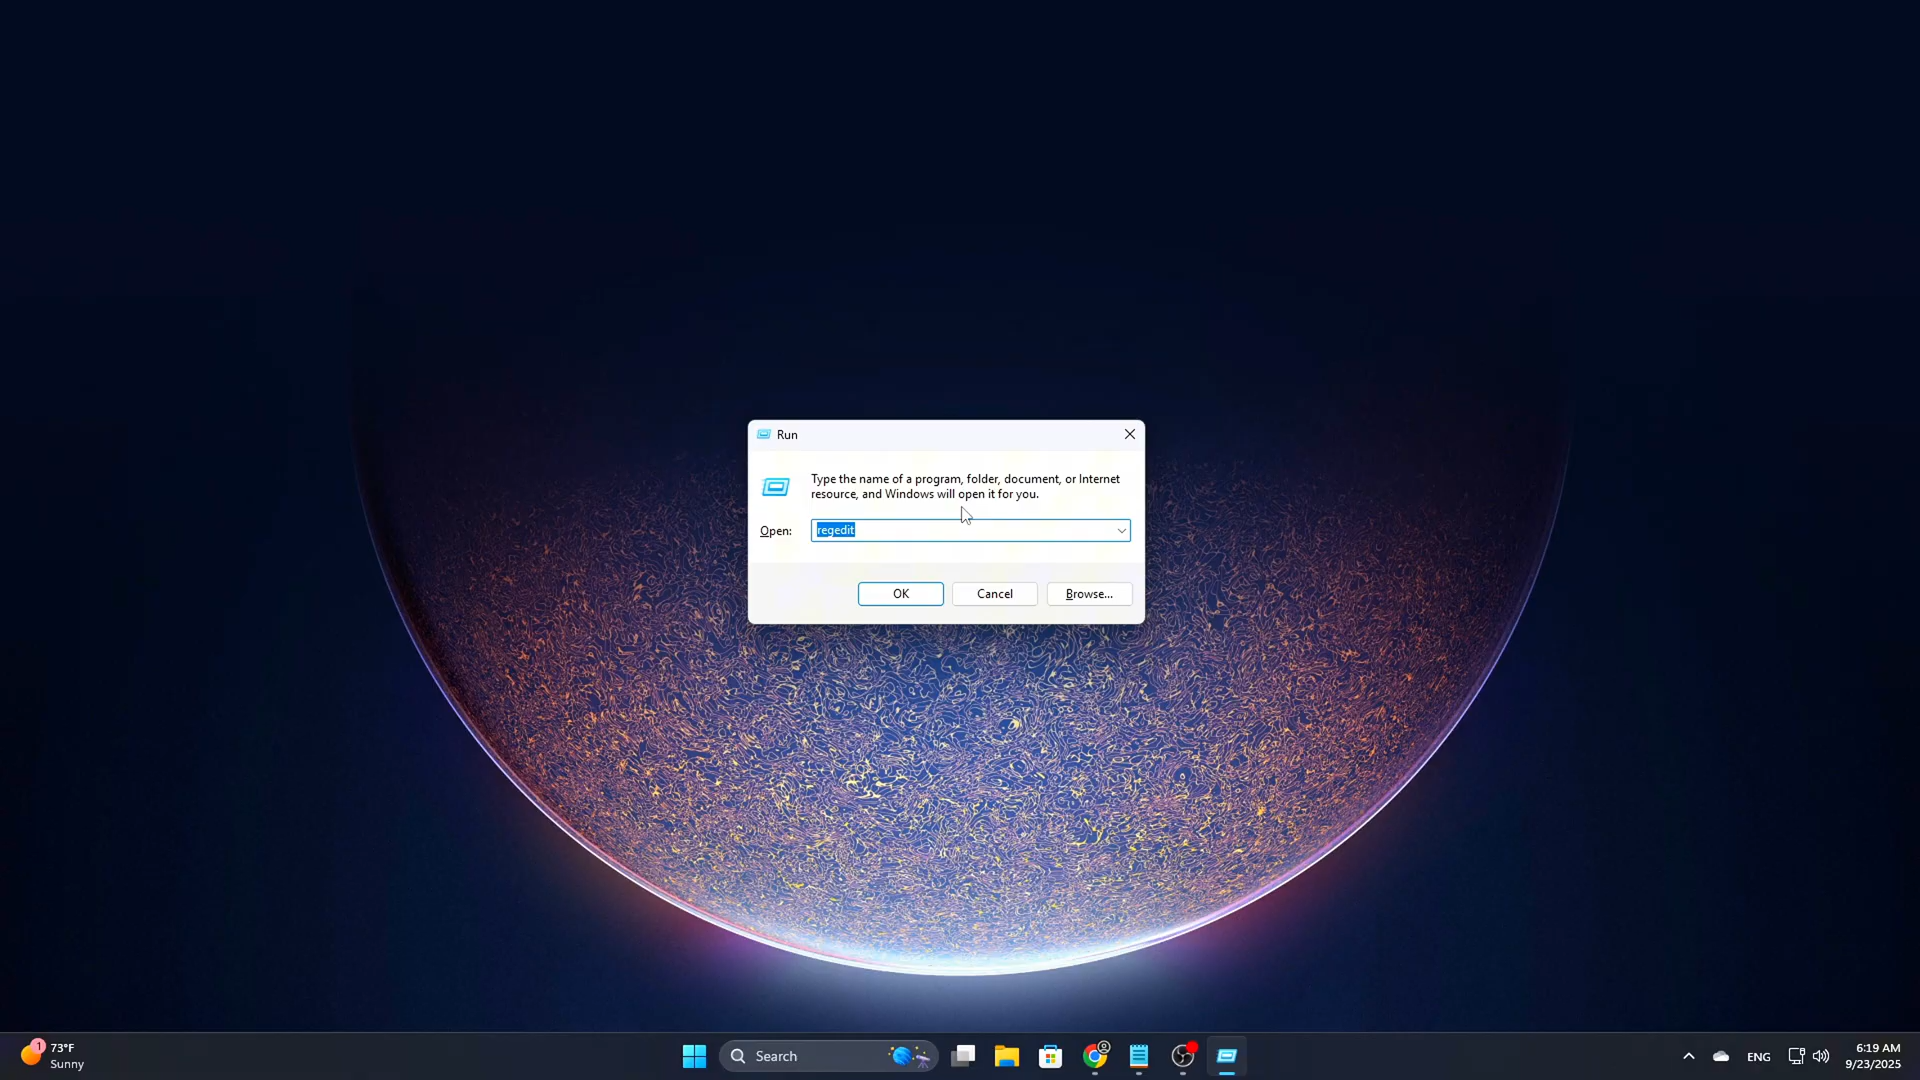 Run
Type the name of a program, folder, document, or Internet
resource, and Windows will open it for you.
Open:
regedit
OK
Cancel
Browse...
1
73°F
Sunny
Search
ENG
6:19 AM
9/23/2025